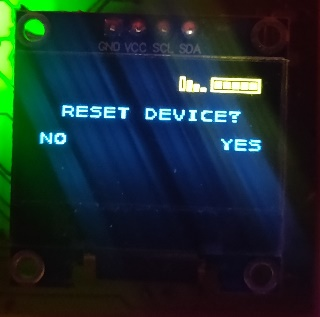 GND VCC SCL SDA
RESET DEVICE?
NO YES